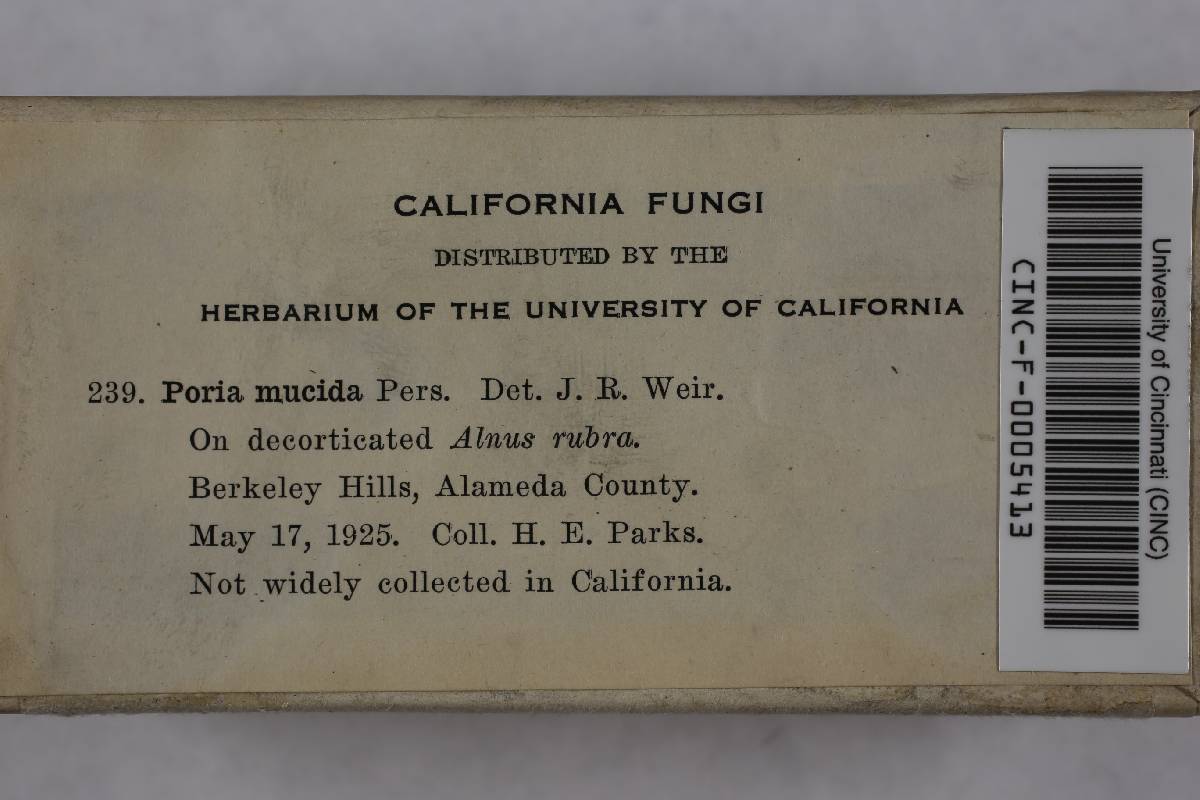 CALIFORNIA FUNGI
DISTRIBUTED BY THE
HERBARIUM OF THE UNIVERSITY OF CALIFORNIA
239. Poria mucida Pers. Det. J. R. Weir.
On decorticated Alnus rubra.
Berkeley Hills, Alameda County.
May 17, 1925. Coll. H. E. Parks.
Not widely collected in California.
University of Cincinnati (CINC)
CINC-F-0005413